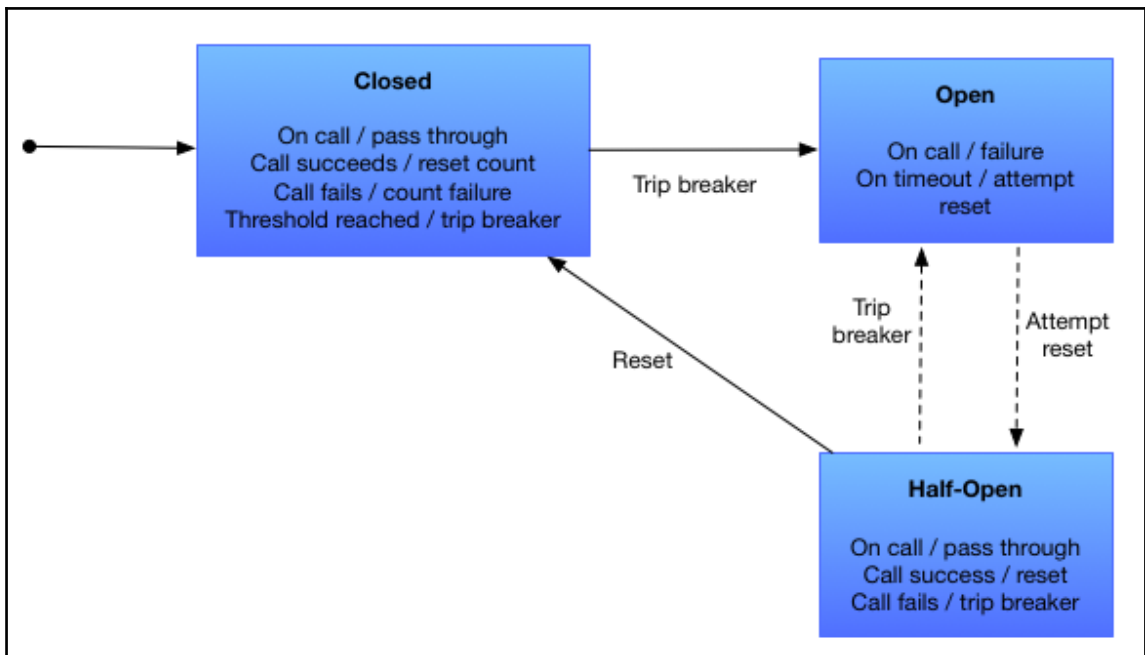 Closed
On call / pass through
Call succeeds / reset count
Call fails / count failure
Threshold reached / trip breaker
Trip breaker
Open
On call / failure
On timeout / attempt
reset
Reset
Trip
breaker
Attempt
reset
Half-Open
On call / pass through
Call success / reset
Call fails / trip breaker